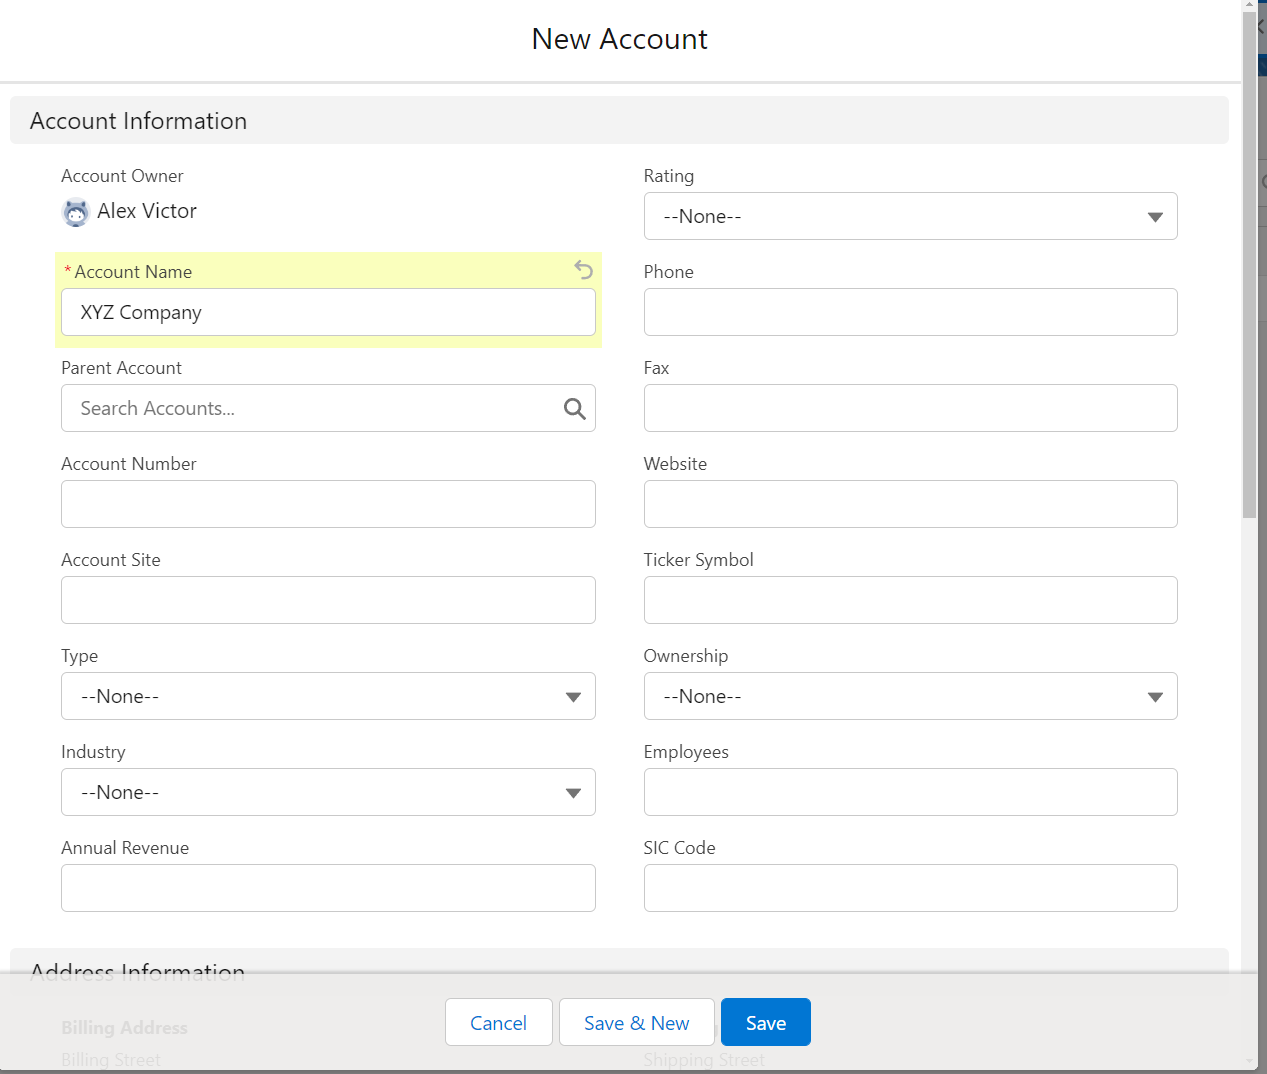 New Account
Account Information
Account Owner
Alex Victor
Rating
--None--
*Account Name
XYZ Company
Phone
Parent Account
Search Accounts...
Fax
Account Number
Website
Account Site
Ticker Symbol
Type
--None--
Ownership
--None--
Industry
--None--
Employees
Annual Revenue
SIC Code
Address Information
Billing Address
Billing Street
Shipping Street
Cancel
Save & New
Save